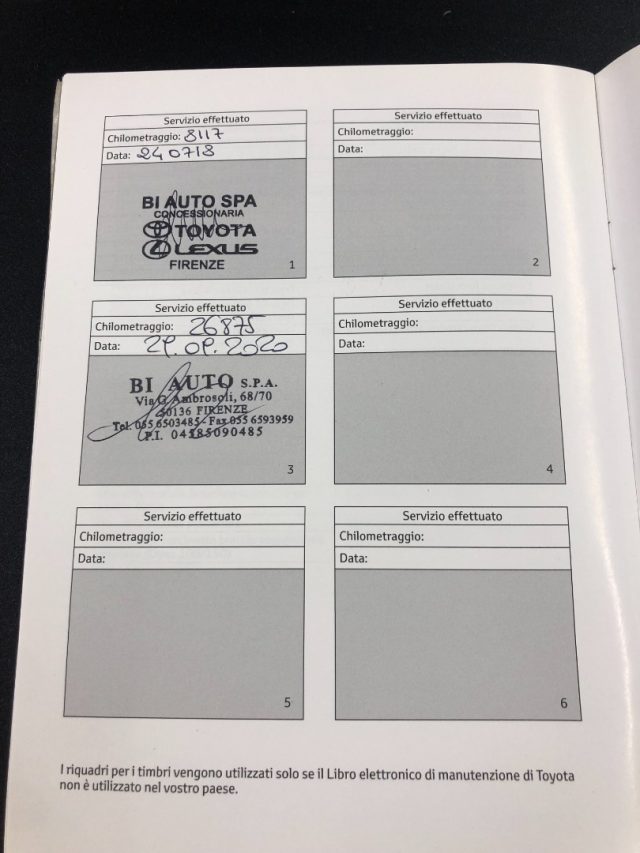 Servizio effettuato
Chilometraggio: 8117
Data: 240718
BI AUTO SPA
CONCESSIONARIA
TOYOTA
LEXUS
FIRENZE
1
Servizio effettuato
Chilometraggio:
Data:
2
Servizio effettuato
Chilometraggio: 26875
Data: 29.09.2020
BI AUTO S.P.A.
Via G. Ambrosoli, 68/70
50136 FIRENZE
Tel. 055 6503485 - Fax 055 6593959
P.I. 04585090485
3
Servizio effettuato
Chilometraggio:
Data:
4
Servizio effettuato
Chilometraggio:
Data:
5
Servizio effettuato
Chilometraggio:
Data:
6
I riquadri per i timbri vengono utilizzati solo se il Libro elettronico di manutenzione di Toyota
non è utilizzato nel vostro paese.